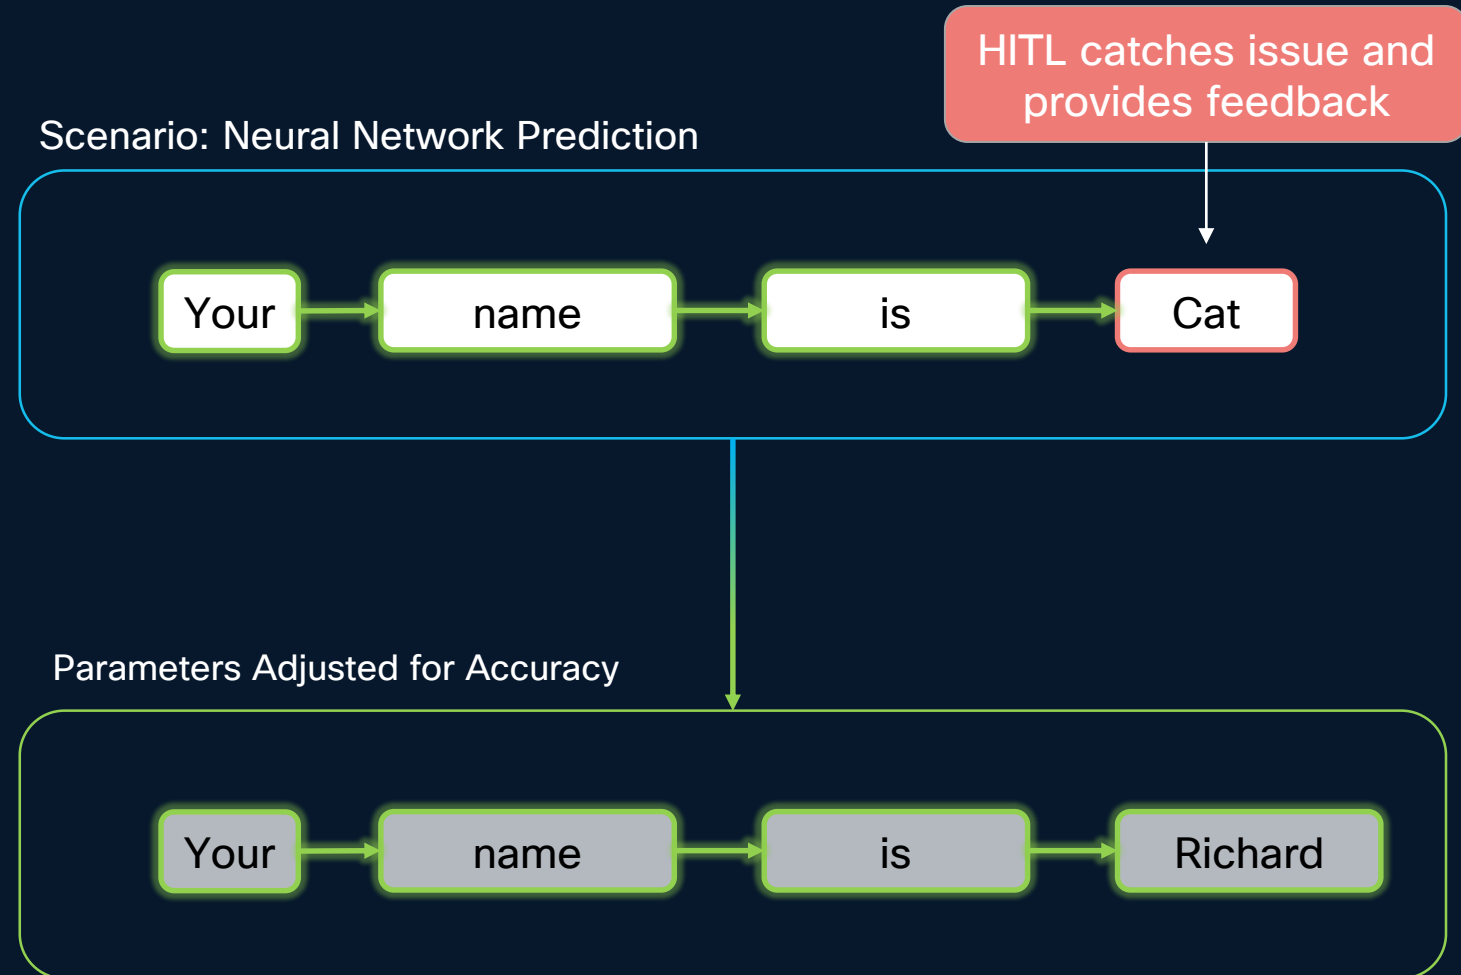 HITL catches issue and
provides feedback
Scenario: Neural Network Prediction
Your name is Cat
Parameters Adjusted for Accuracy
Your name is Richard